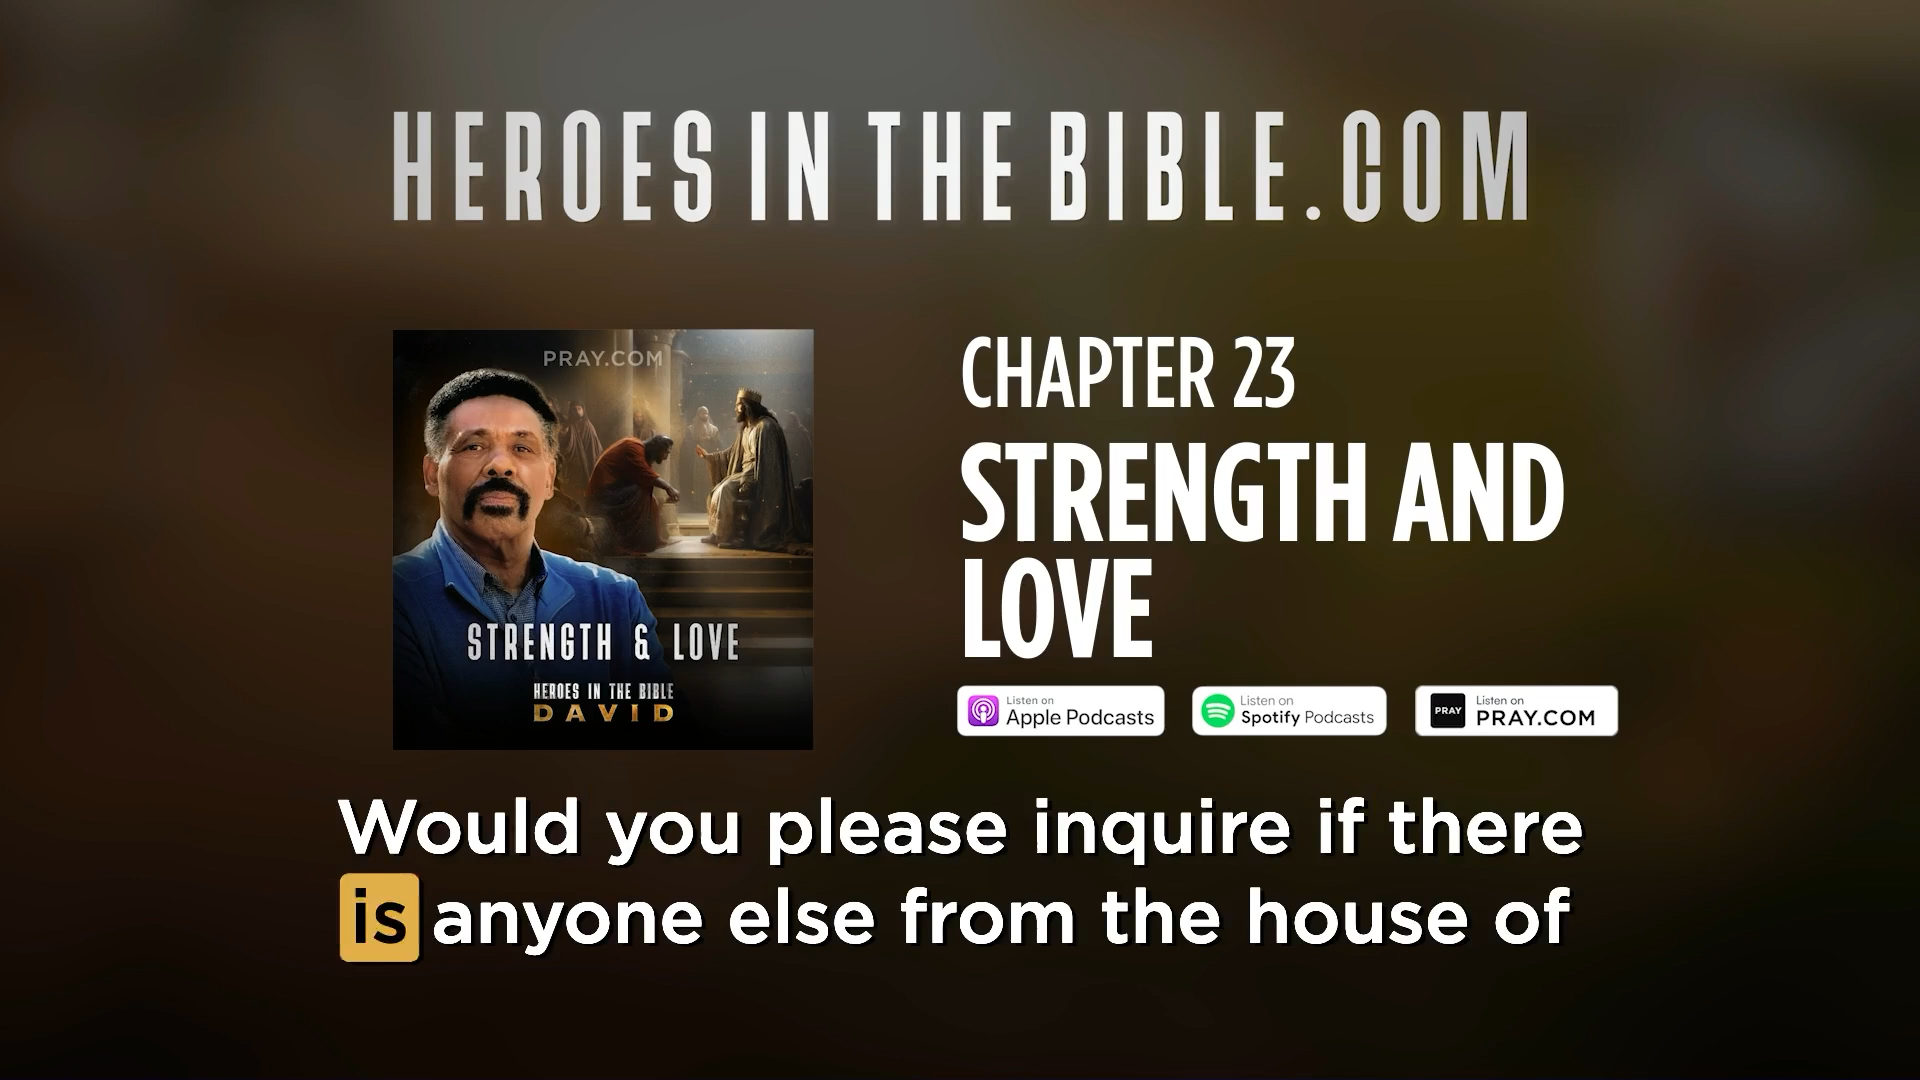 HEROES IN THE BIBLE.COM
PRAY.COM
STRENGTH & LOVE
HEROES IN THE BIBLE
DAVID
CHAPTER 23
STRENGTH AND
LOVE
Listen on
Apple Podcasts
Listen on
Spotify Podcasts
PRAY
Listen on
PRAY.COM
Would you please inquire if there
is anyone else from the house of